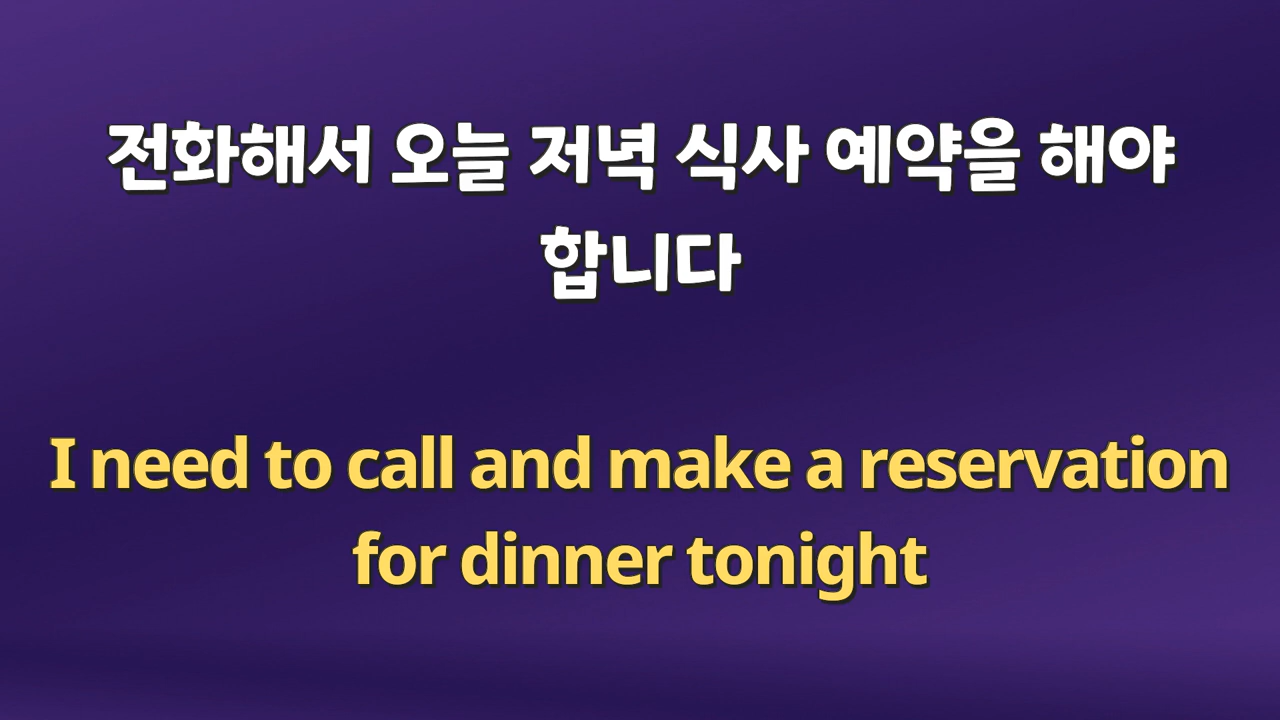 전화해서 오늘 저녁 식사 예약을 해야
합니다
I need to call and make a reservation
for dinner tonight